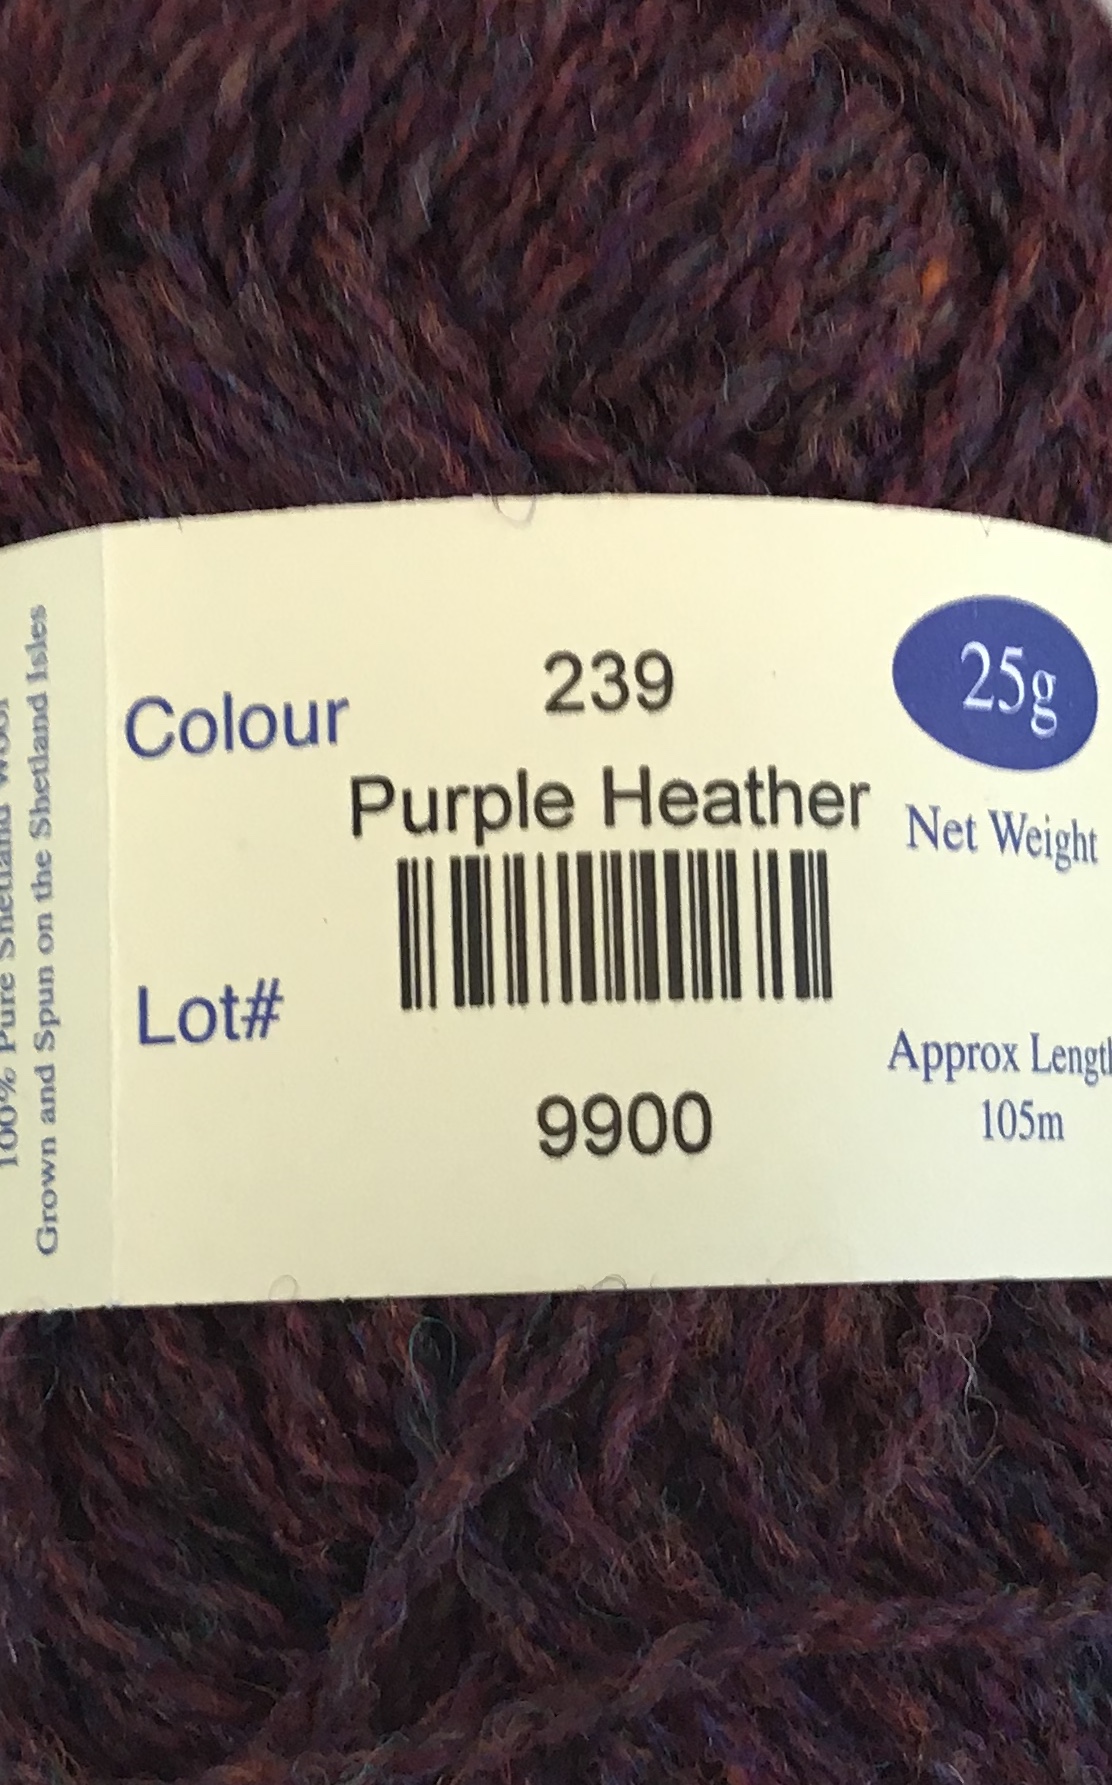 100% Pure Shetland Wool
Grown and Spun on the Shetland Isles
Colour
239
Purple Heather
Lot#
9900
25g
Net Weight
Approx Length
105m